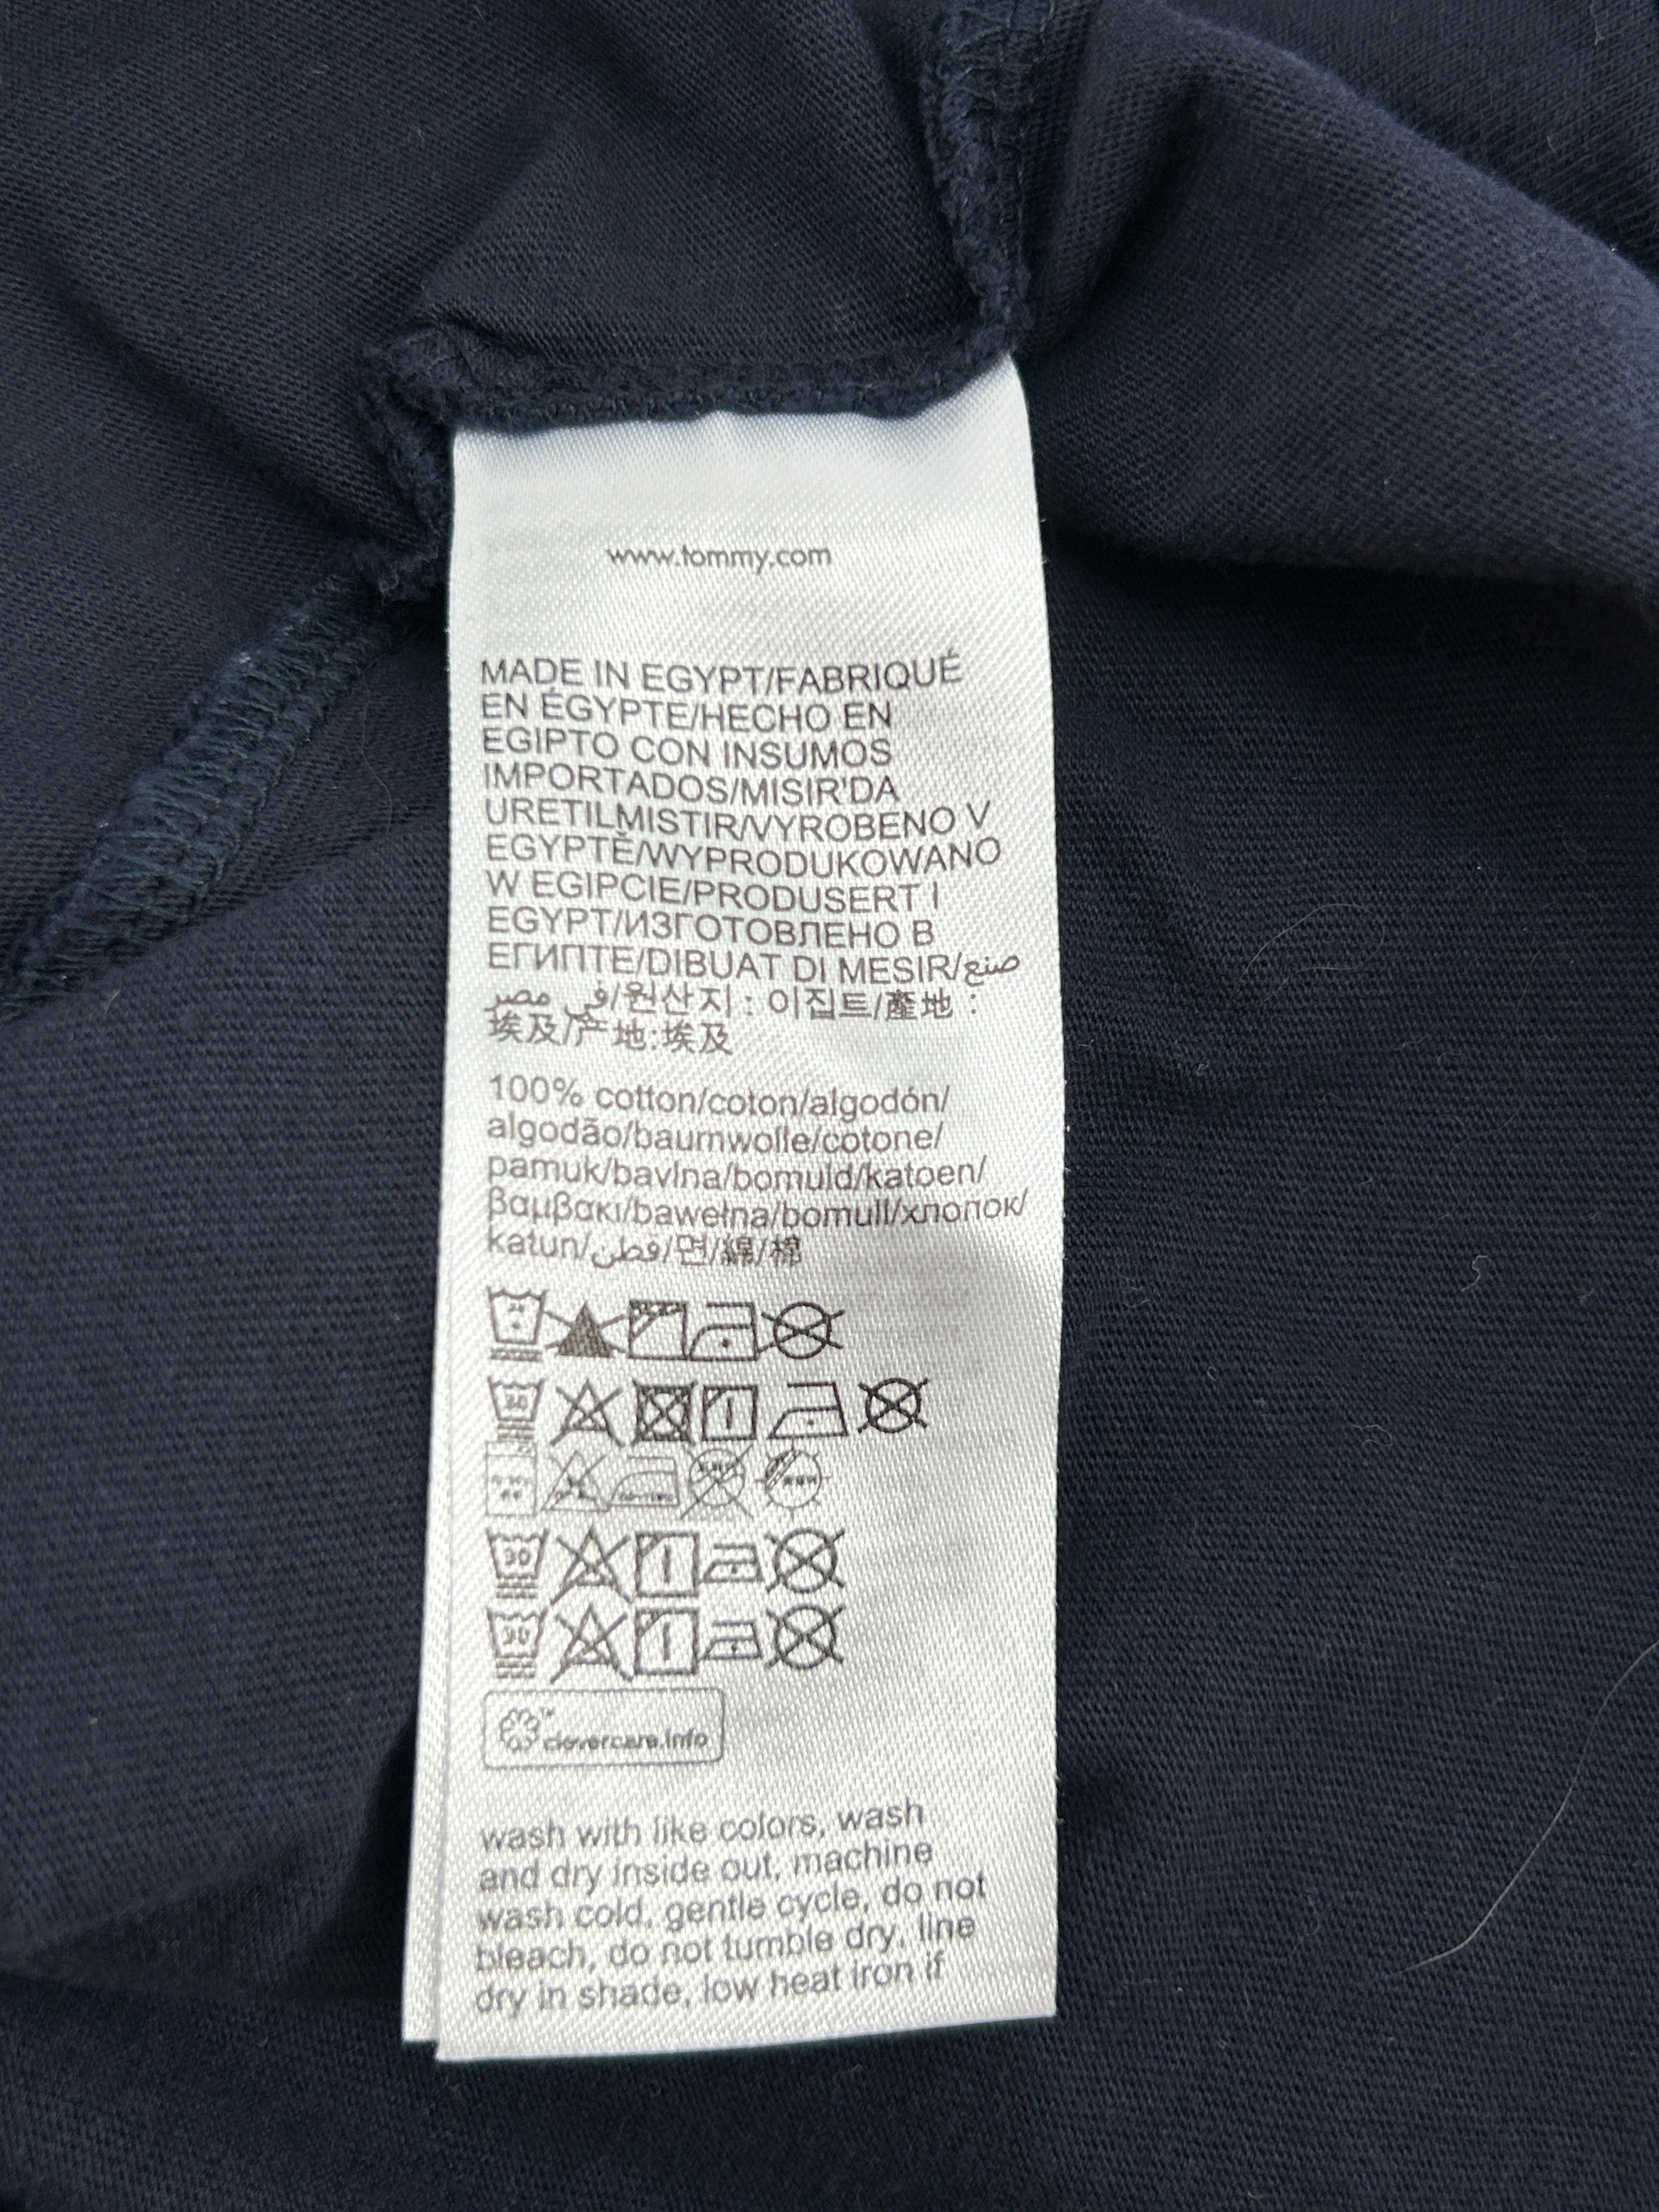 www.tommy.com
MADE IN EGYPT/FABRIQUÉ
EN ÉGYPTE/HECHO EN
EGIPTO CON INSUMOS
IMPORTADOS/MISIR'DA
URETILMISTIR/VYROBENO V
EGYPTĚ/WYPRODUKOWANO
W EGIPCIE/PRODUSERT I
EGYPT/ИЗГОТОВЛЕНО В
ЕГИПТЕ/DIBUAT DI MESIR/صنع
في مصر/원산지 : 이집트/產地 :
埃及/产地:埃及
100% cotton/coton/algodón/
algodão/baumwolle/cotone/
pamuk/bavlna/bomuld/katoen/
βαμβακι/bawełna/bomull/хлопок/
katun/قطن/면/綿/棉
30
30
clovercare.info
wash with like colors, wash
and dry inside out, machine
wash cold, gentle cycle, do not
bleach, do not tumble dry, line
dry in shade, low heat iron if